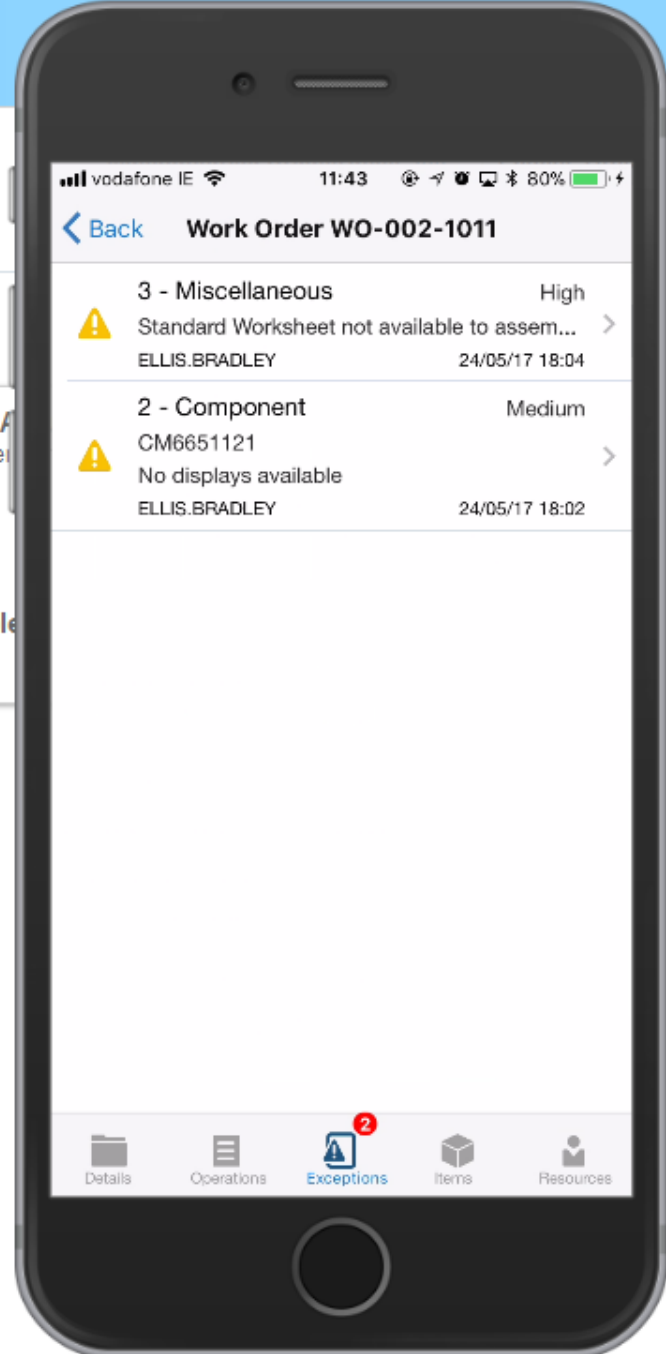 vodafone IE 11:43 80%
Back Work Order WO-002-1011
3 - Miscellaneous High
Standard Worksheet not available to assem...
ELLIS.BRADLEY 24/05/17 18:04
2 - Component Medium
CM6651121
No displays available
ELLIS.BRADLEY 24/05/17 18:02
2
Details Operations Exceptions Items Resources